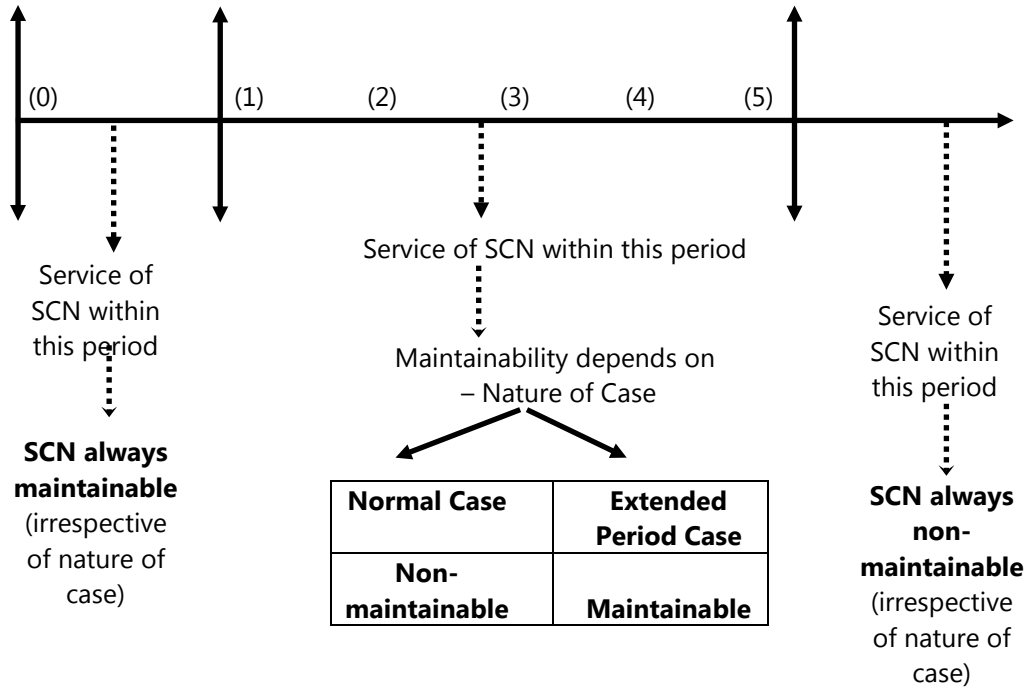 (0)
(1)
(2)
(3)
(4)
(5)
Service of
SCN within
this period
SCN always
maintainable
(irrespective
of nature of
case)
Service of SCN within this period
Maintainability depends on
– Nature of Case
Normal Case
Extended
Period Case
Non-
maintainable
Maintainable
Service of
SCN within
this period
SCN always
non-
maintainable
(irrespective
of nature of
case)